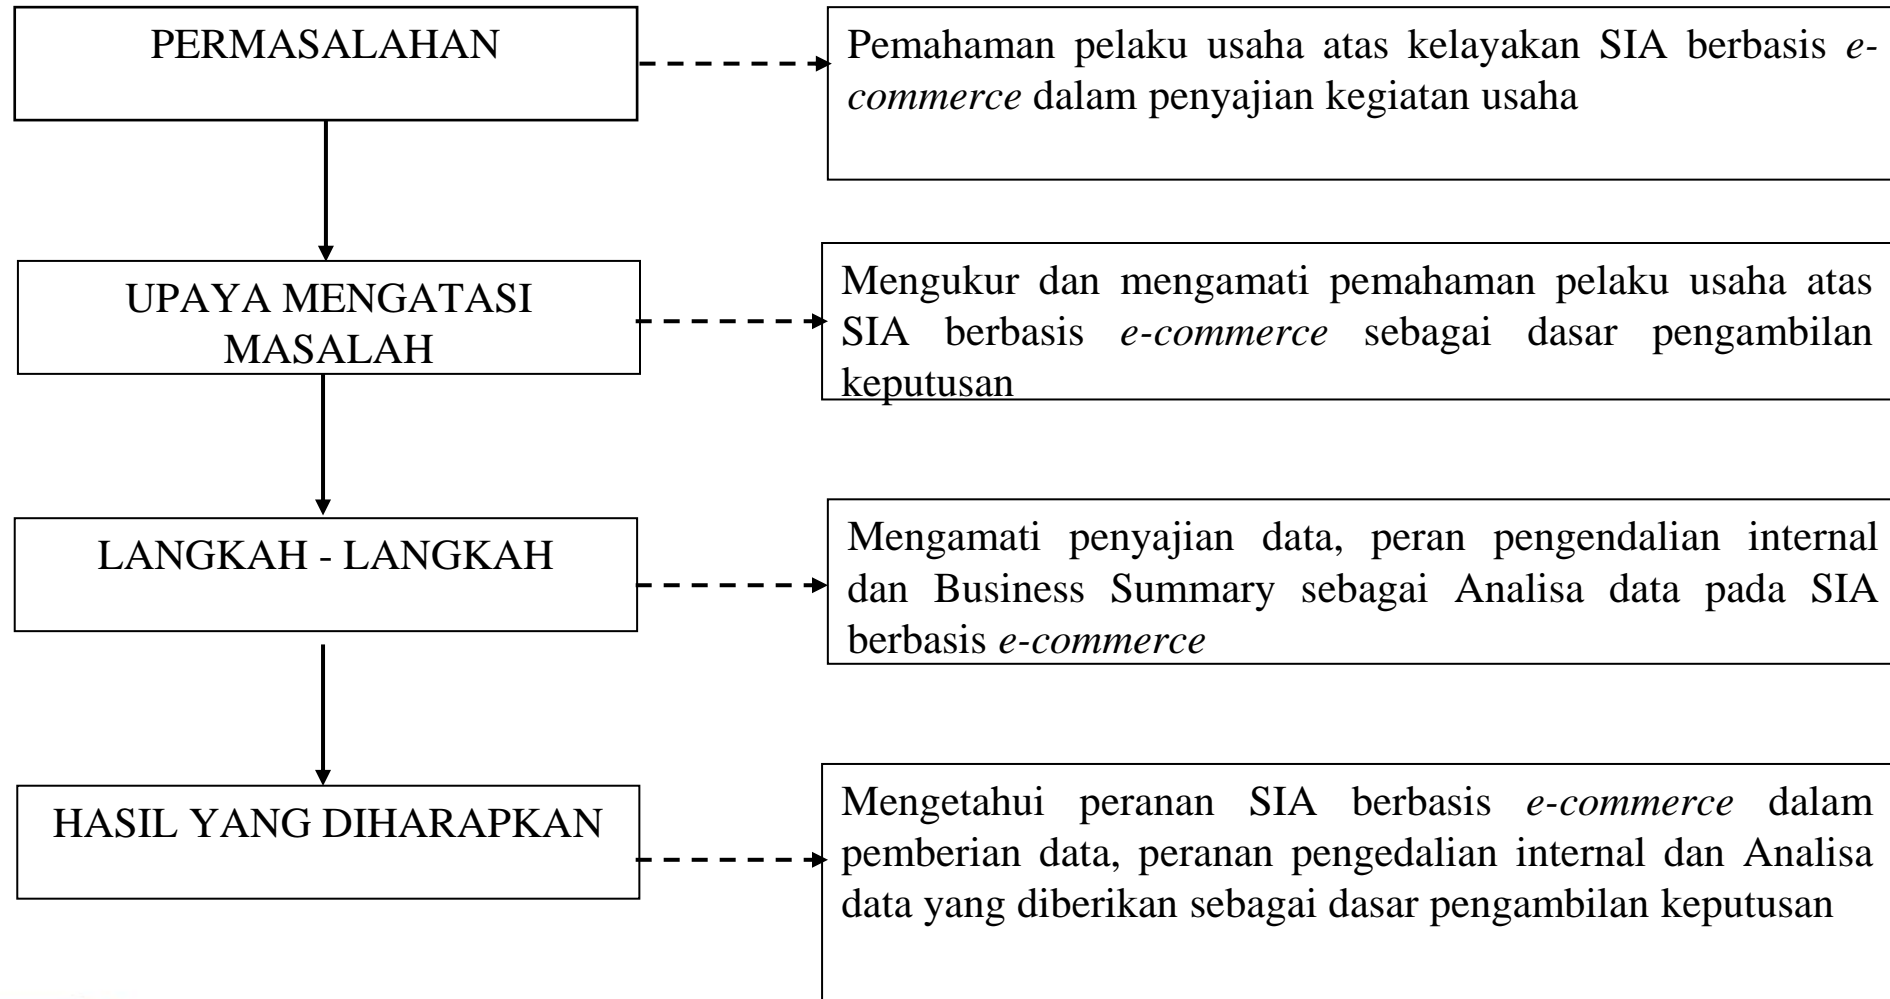 PERMASALAHAN
Pemahaman pelaku usaha atas kelayakan SIA berbasis e-
commerce dalam penyajian kegiatan usaha
UPAYA MENGATASI
MASALAH
Mengukur dan mengamati pemahaman pelaku usaha atas
SIA berbasis e-commerce sebagai dasar pengambilan
keputusan
LANGKAH - LANGKAH
Mengamati penyajian data, peran pengendalian internal
dan Business Summary sebagai Analisa data pada SIA
berbasis e-commerce
HASIL YANG DIHARAPKAN
Mengetahui peranan SIA berbasis e-commerce dalam
pemberian data, peranan pengedalian internal dan Analisa
data yang diberikan sebagai dasar pengambilan keputusan